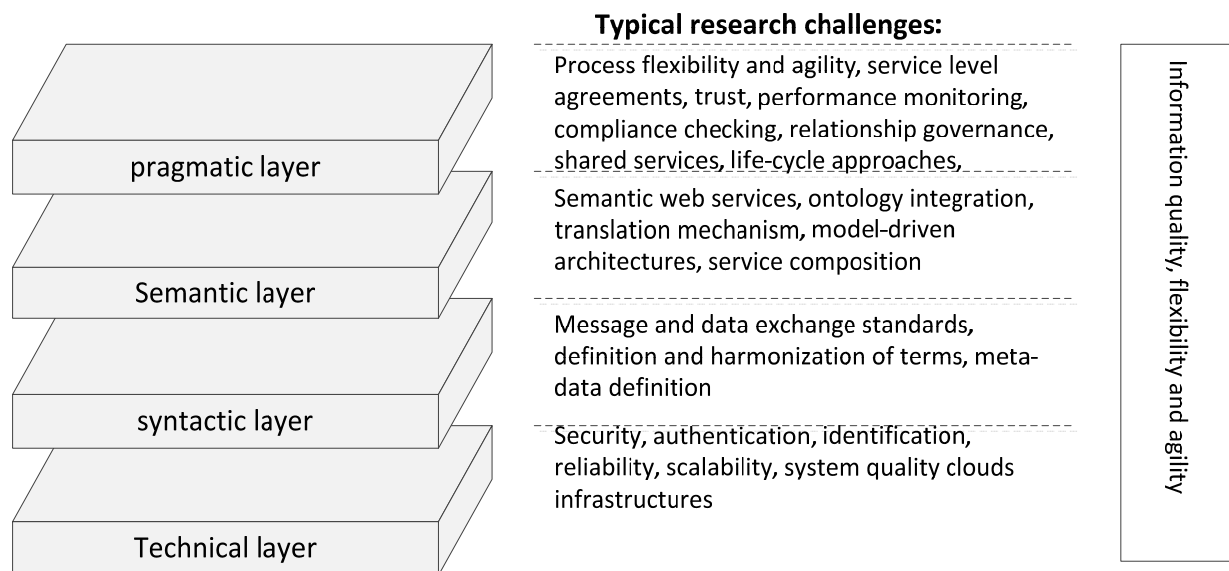 Typical research challenges:
pragmatic layer
Process flexibility and agility, service level
agreements, trust, performance monitoring,
compliance checking, relationship governance,
shared services, life-cycle approaches,
Semantic layer
Semantic web services, ontology integration,
translation mechanism, model-driven
architectures, service composition
syntactic layer
Message and data exchange standards,
definition and harmonization of terms, meta-
data definition
Technical layer
Security, authentication, identification,
reliability, scalability, system quality clouds
infrastructures
Information quality, flexibility and agility